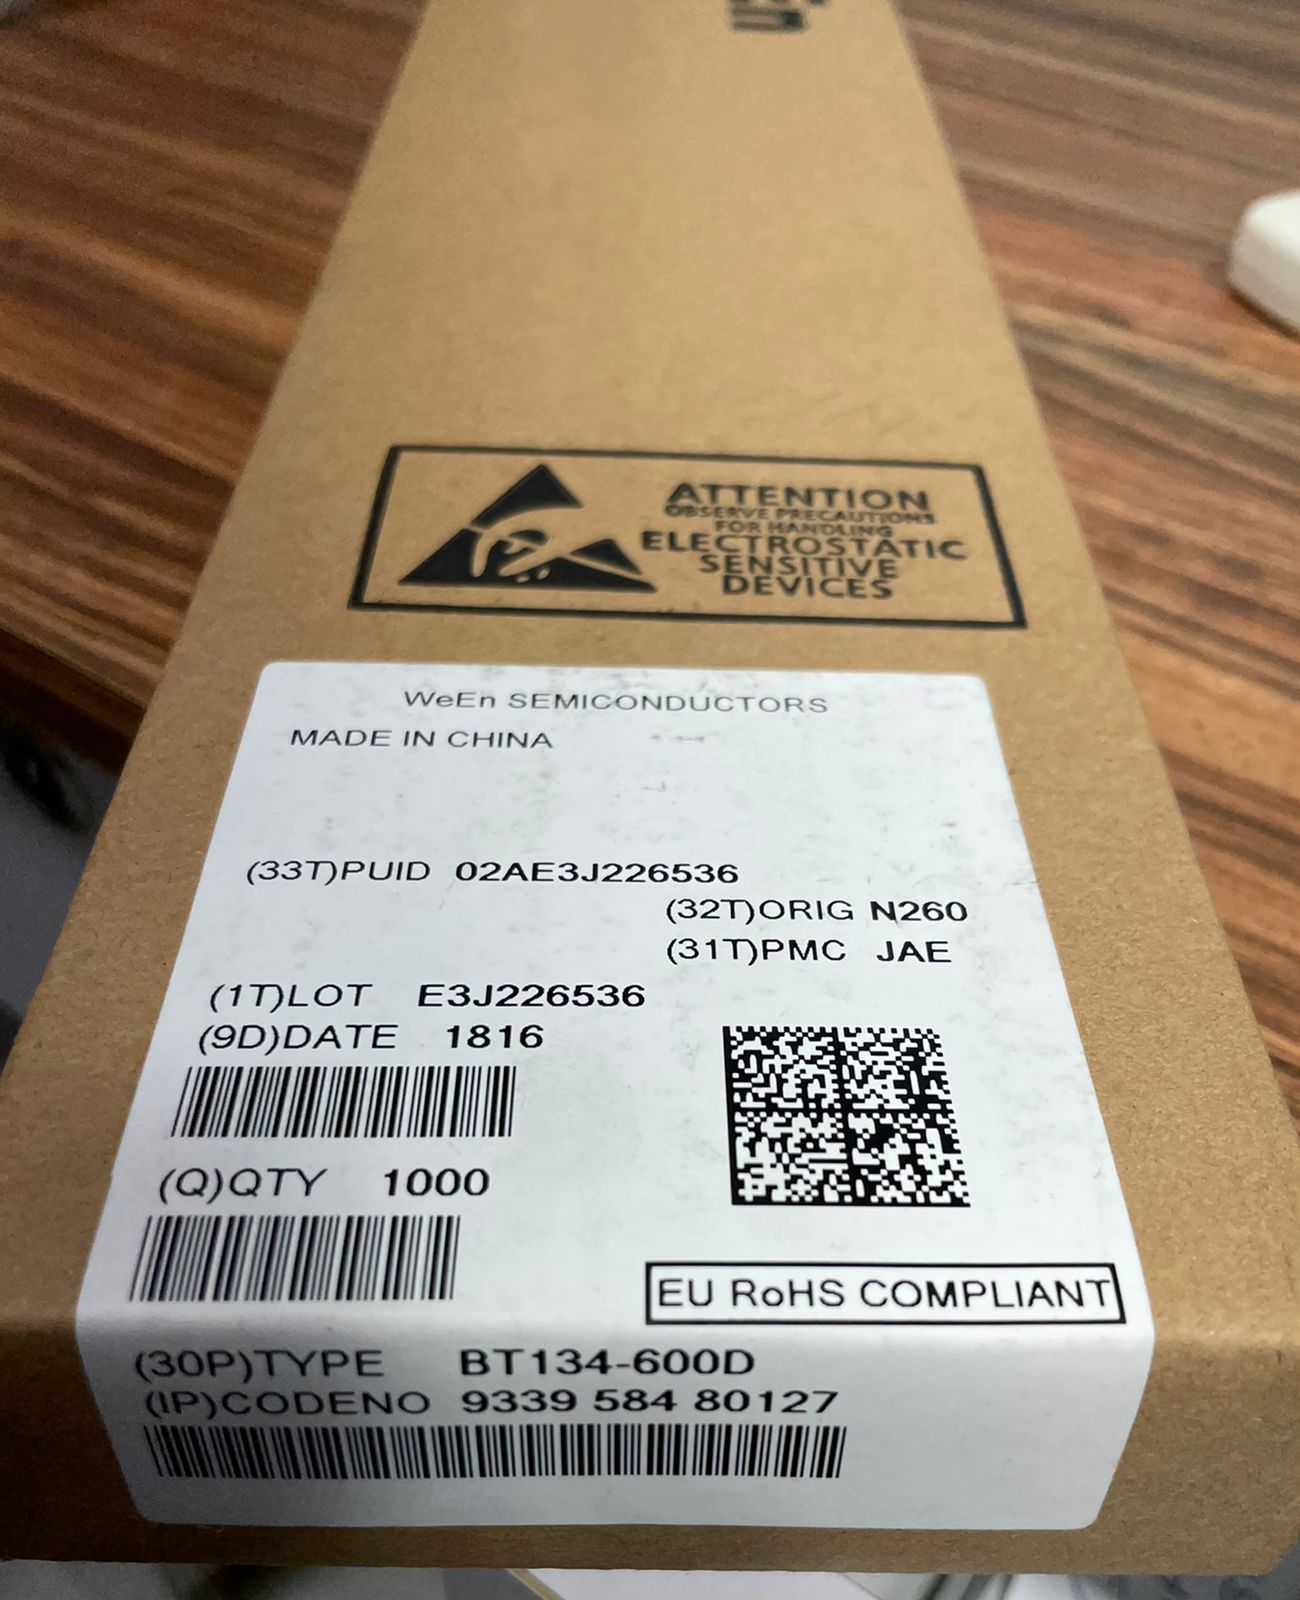 En
ATTENTION
OBSERVE PRECAUTIONS
FOR HANDLING
ELECTROSTATIC
SENSITIVE
DEVICES
WeEn SEMICONDUCTORS
MADE IN CHINA
(33T)PUID 02AE3J226536
(32T)ORIG N260
(31T)PMC JAE
(1T)LOT E3J226536
(9D)DATE 1816
(Q)QTY 1000
EU RoHS COMPLIANT
(30P)TYPE BT134-600D
(IP)CODENO 9339 584 80127